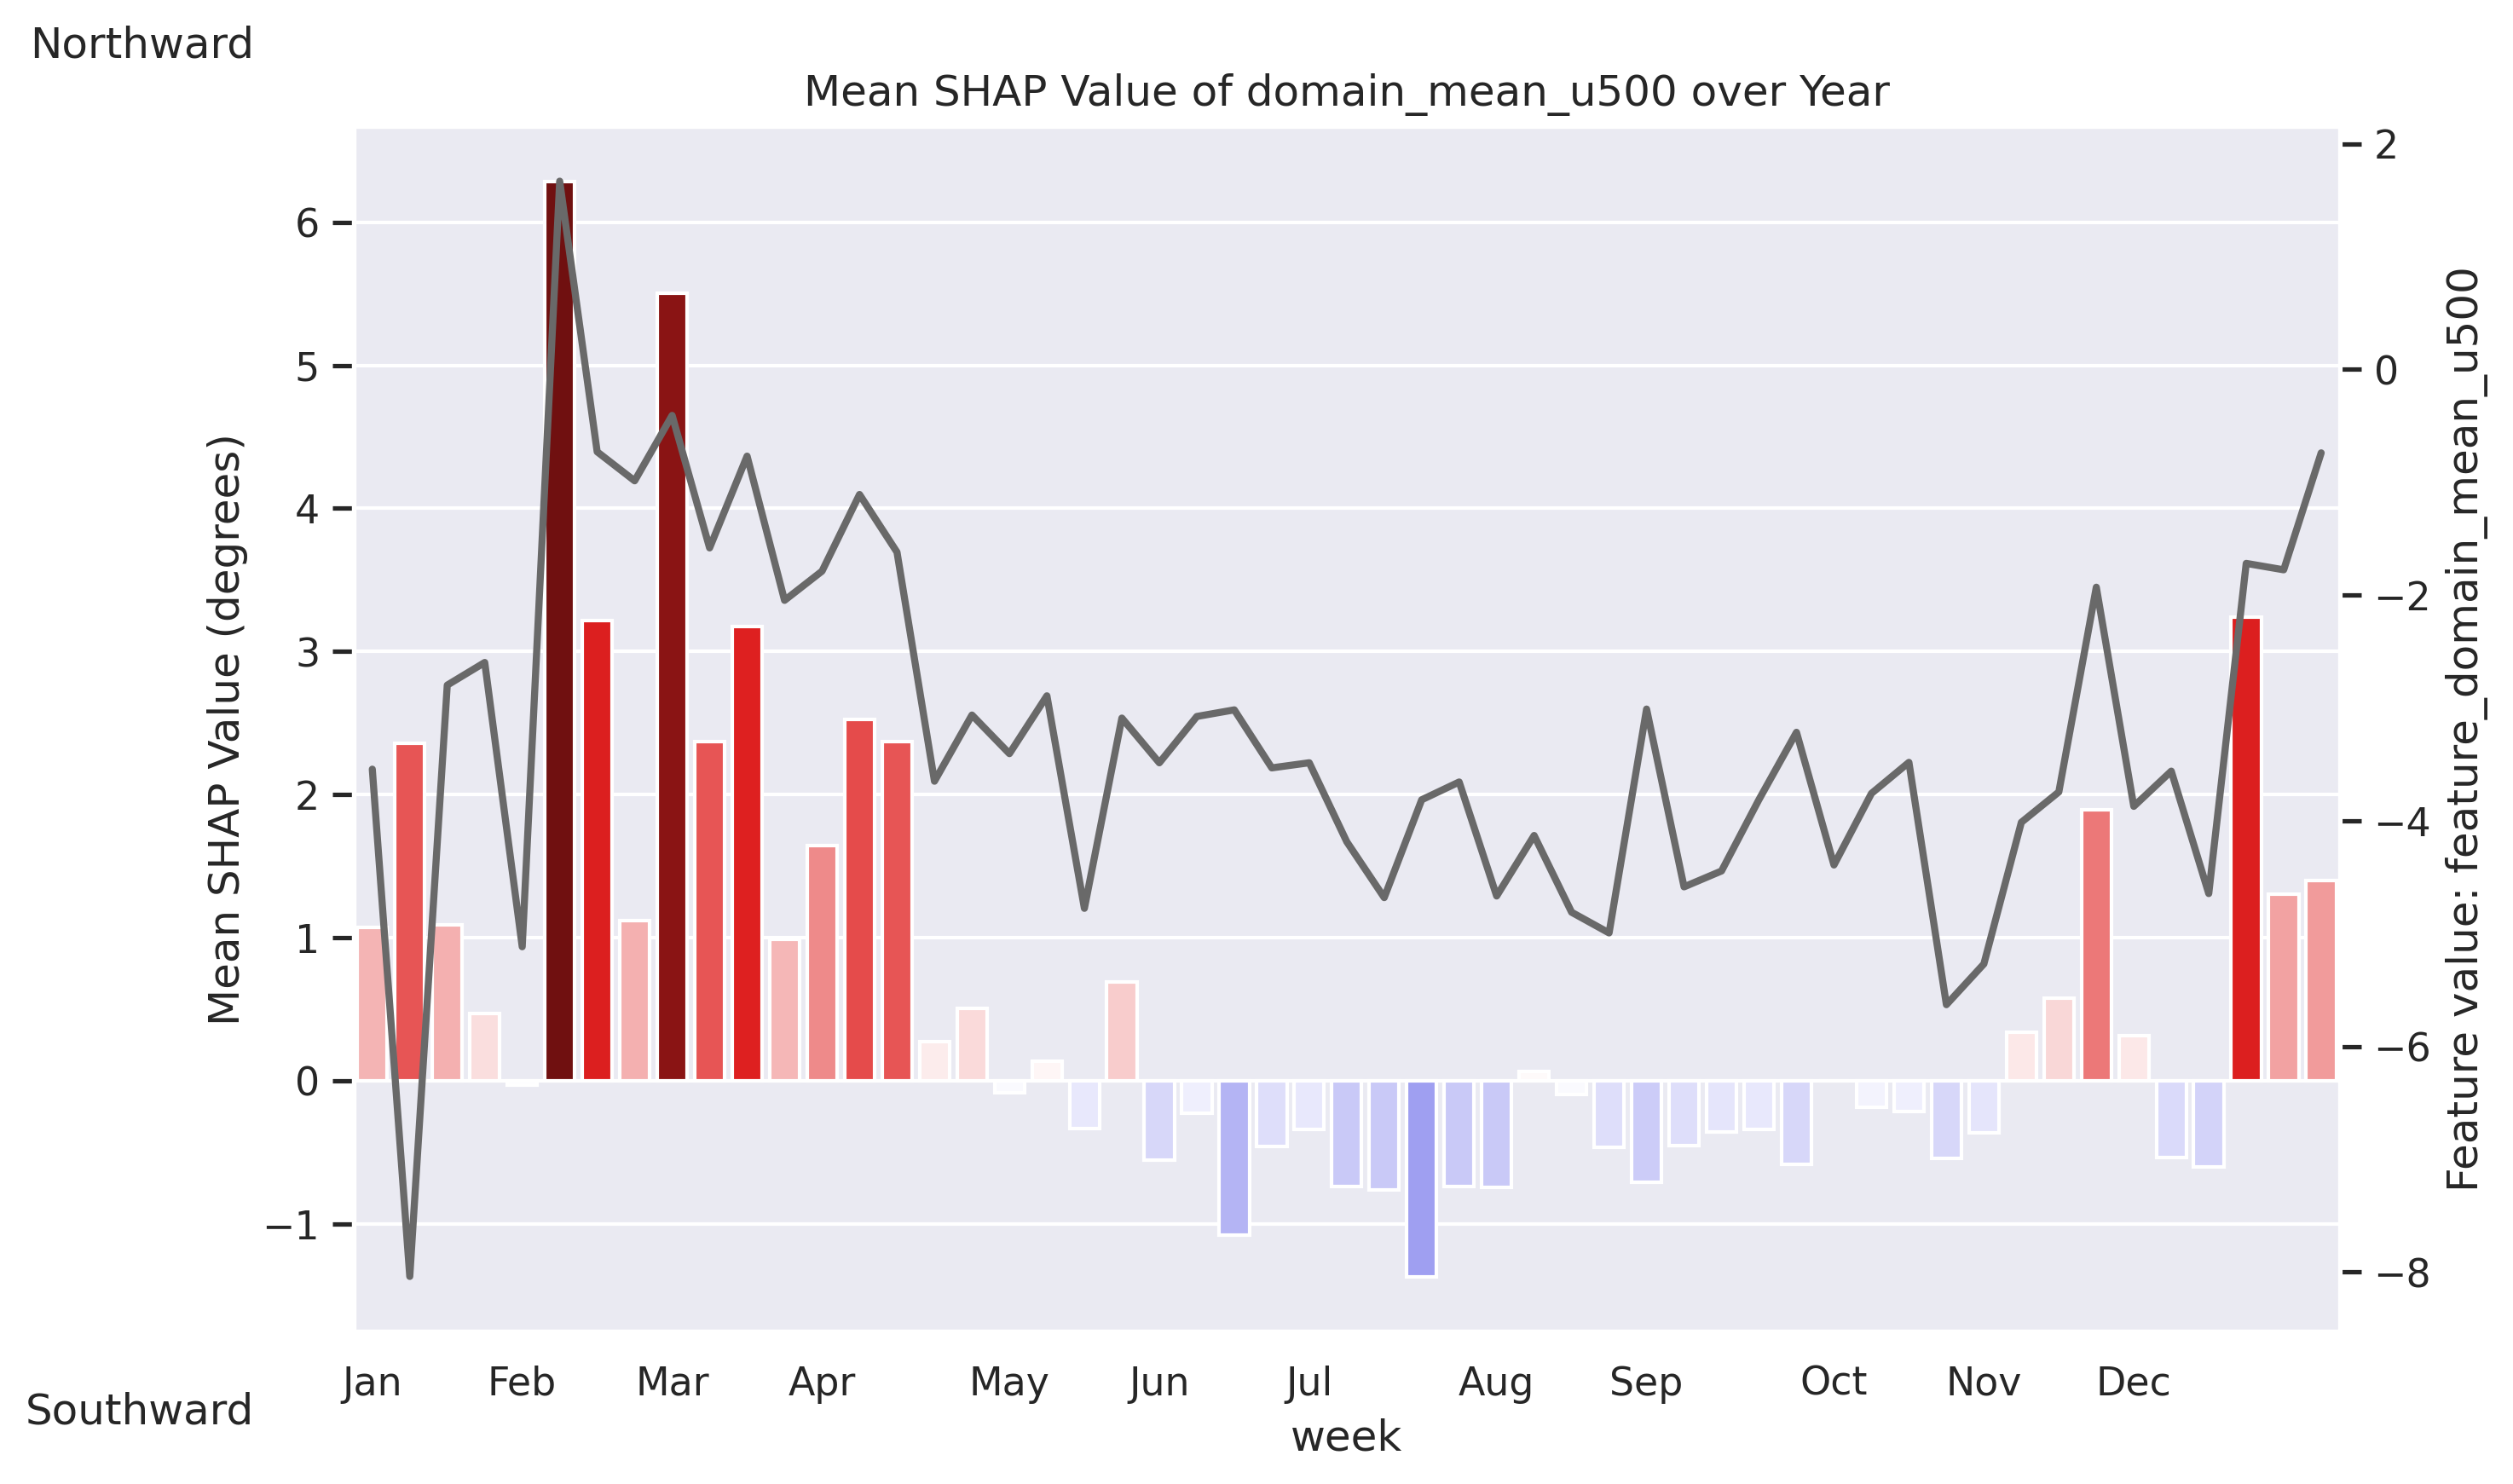 Northward
Mean SHAP Value of domain_mean_u500 over Year
Mean SHAP Value (degrees)
6
5
4
3
2
1
0
−1
2
0
−2
−4
−6
−8
Feature value: feature_domain_mean_u500
Jan Feb Mar Apr May Jun Jul Aug Sep Oct Nov Dec
week
Southward